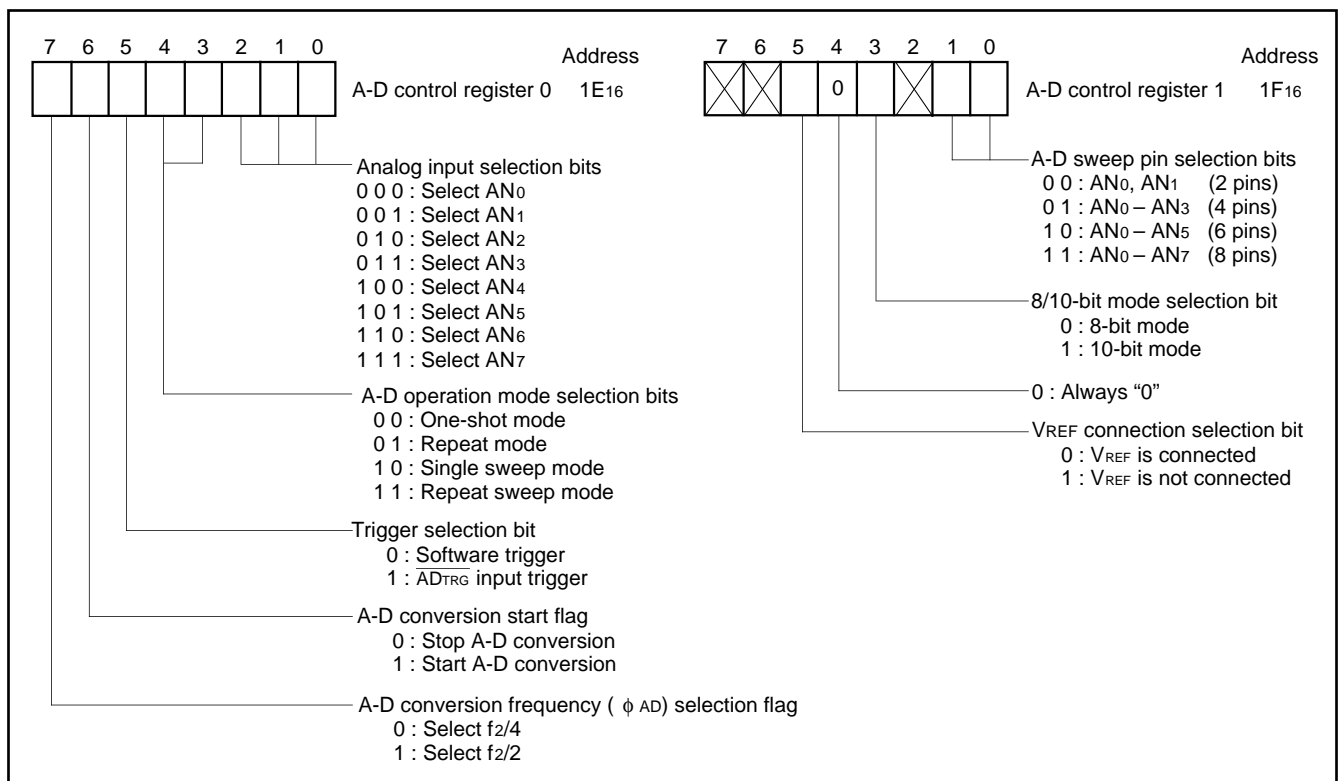 7 6 5 4 3 2 1 0
Address
A-D control register 0 1E16
Analog input selection bits
0 0 0 : Select AN0
0 0 1 : Select AN1
0 1 0 : Select AN2
0 1 1 : Select AN3
1 0 0 : Select AN4
1 0 1 : Select AN5
1 1 0 : Select AN6
1 1 1 : Select AN7
A-D operation mode selection bits
0 0 : One-shot mode
0 1 : Repeat mode
1 0 : Single sweep mode
1 1 : Repeat sweep mode
Trigger selection bit
0 : Software trigger
1 : ADTRG input trigger
A-D conversion start flag
0 : Stop A-D conversion
1 : Start A-D conversion
A-D conversion frequency ( ϕ AD) selection flag
0 : Select f2/4
1 : Select f2/2
7 6 5 4 3 2 1 0
Address
0
A-D control register 1 1F16
A-D sweep pin selection bits
0 0 : AN0, AN1 (2 pins)
0 1 : AN0 – AN3 (4 pins)
1 0 : AN0 – AN5 (6 pins)
1 1 : AN0 – AN7 (8 pins)
8/10-bit mode selection bit
0 : 8-bit mode
1 : 10-bit mode
0 : Always “0”
VREF connection selection bit
0 : VREF is connected
1 : VREF is not connected